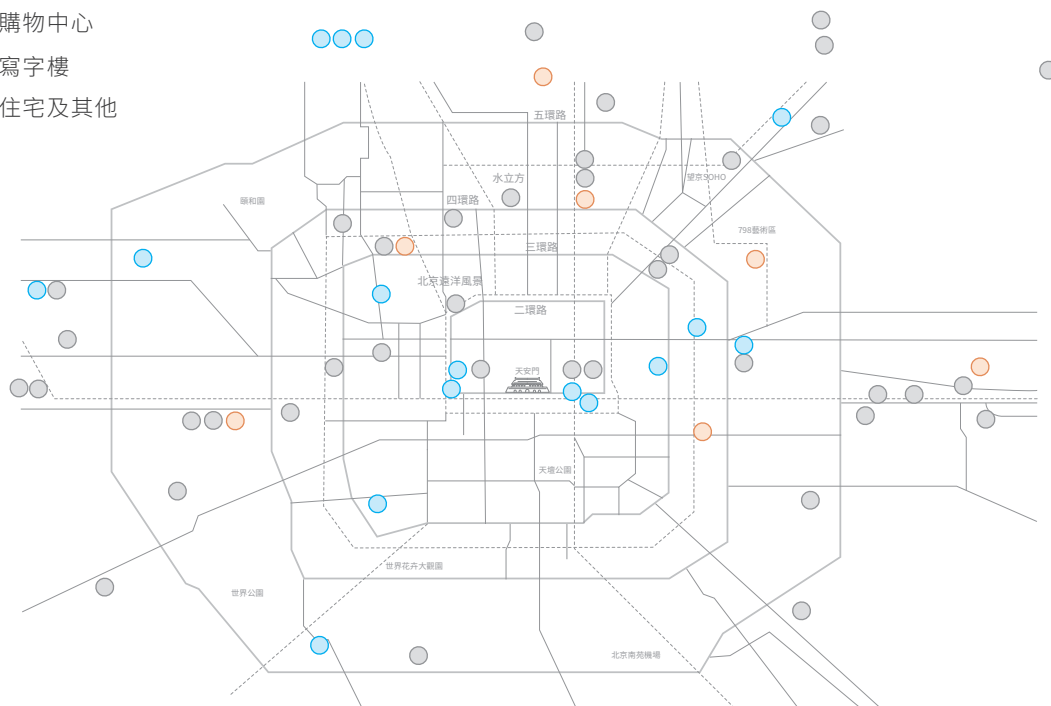 購物中心
寫字樓
住宅及其他
五環路
水立方
望京SOHO
頤和園
四環路
798藝術區
三環路
北京遠洋風景
二環路
天安門
天壇公園
世界花卉大觀園
世界公園
北京南苑機場